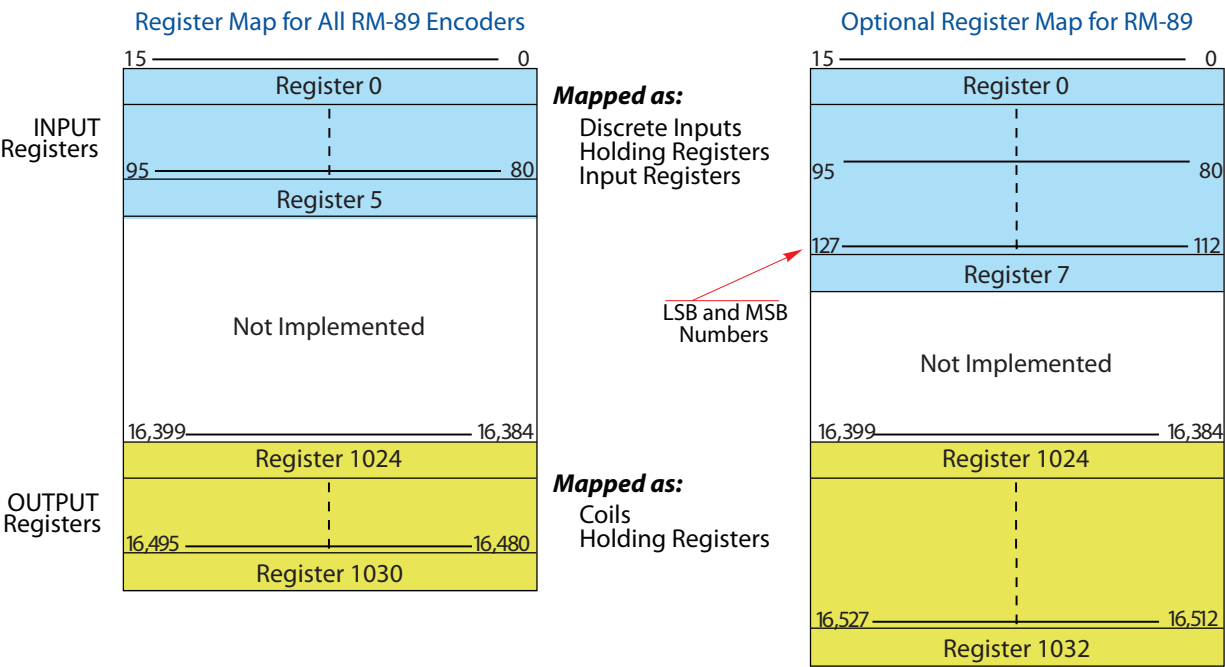 Register Map for All RM-89 Encoders
15 0
Register 0
INPUT
Registers
95 80
Register 5
Not Implemented
16,399 16,384
Register 1024
OUTPUT
Registers
16,495 16,480
Register 1030
Mapped as:
Discrete Inputs
Holding Registers
Input Registers
LSB and MSB
Numbers
Mapped as:
Coils
Holding Registers
Optional Register Map for RM-89
15 0
Register 0
95 80
127 112
Register 7
Not Implemented
16,399 16,384
Register 1024
16,527 16,512
Register 1032